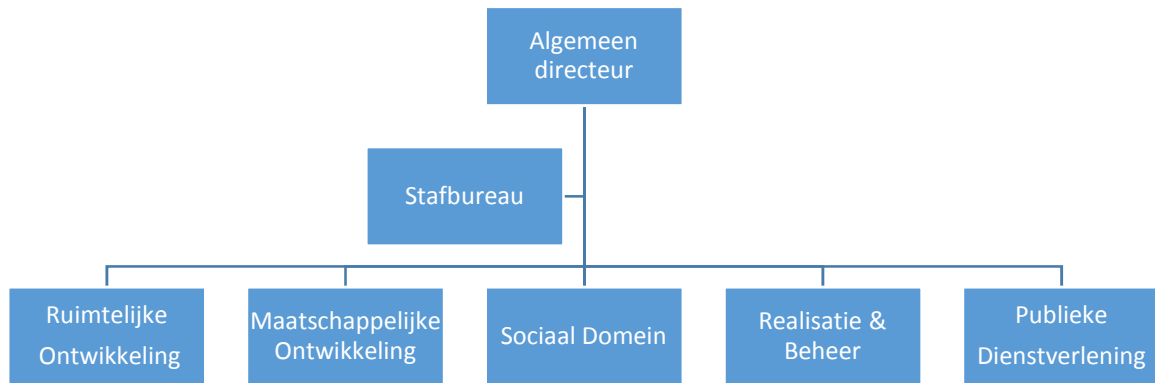 Algemeen
directeur
Stafbureau
Ruimtelijke
Ontwikkeling
Maatschappelijke
Ontwikkeling
Sociaal Domein
Realisatie &
Beheer
Publieke
Dienstverlening